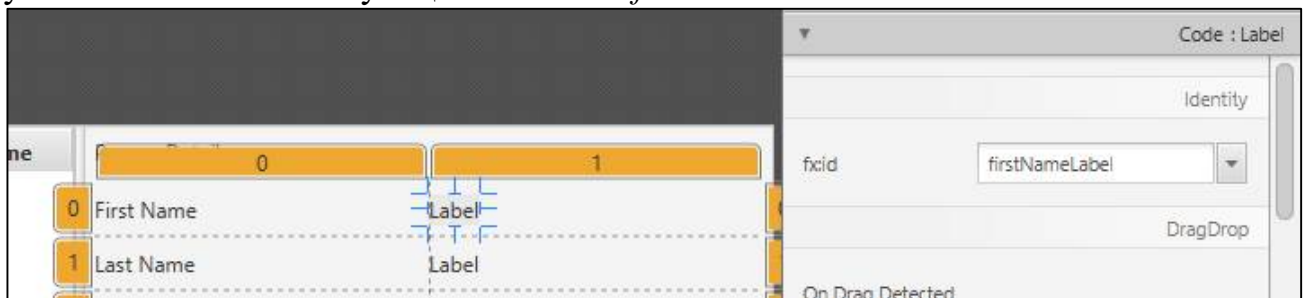 Code : Label
Identity
fx:id firstNameLabel
DragDrop
On Drag Detected
ne
0 1
0 First Name Label
1 Last Name Label